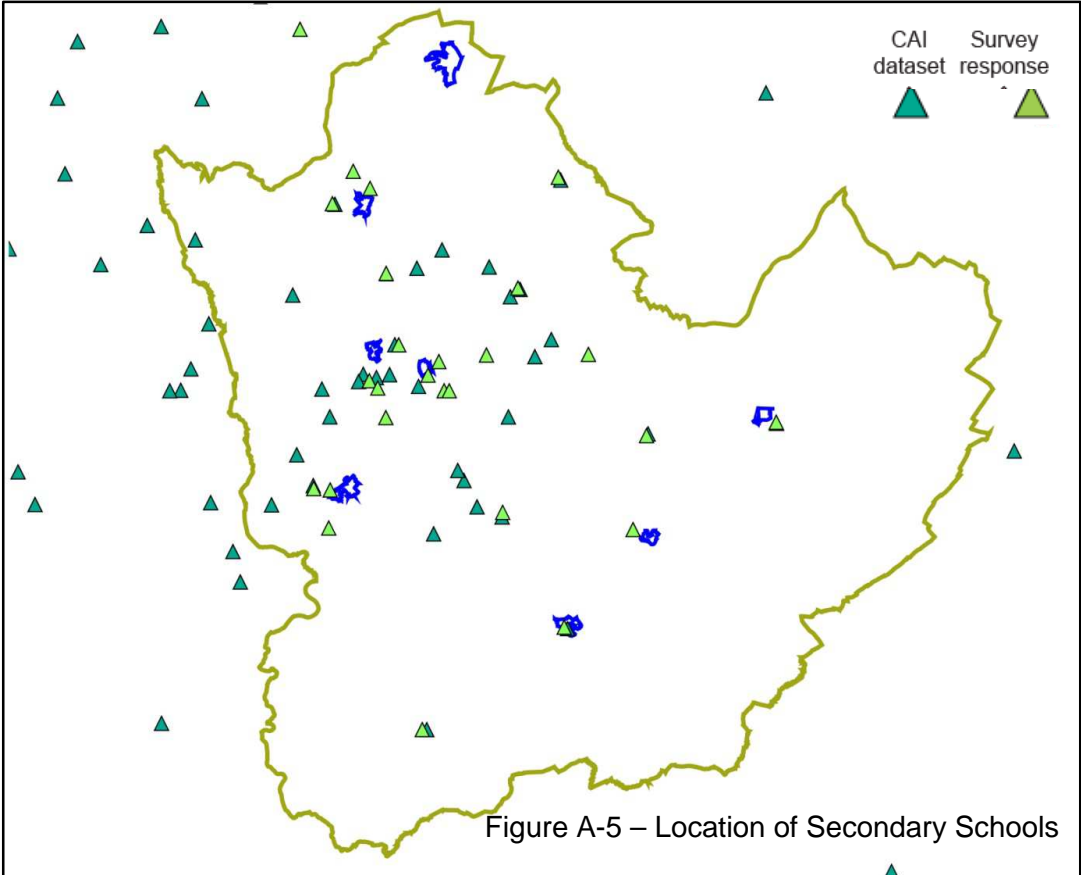 CAI Survey
dataset response
Figure A-5 – Location of Secondary Schools